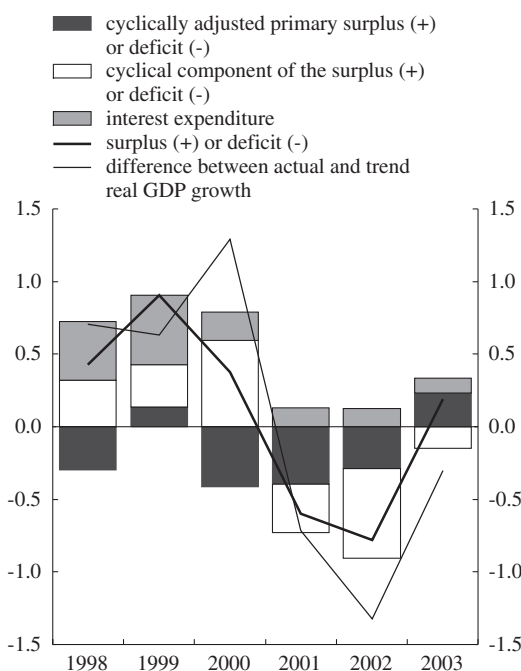 cyclically adjusted primary surplus (+)
or deficit (-)
cyclical component of the surplus (+)
or deficit (-)
interest expenditure
surplus (+) or deficit (-)
difference between actual and trend
real GDP growth
1.5 1.5
1.0 1.0
0.5 0.5
0.0 0.0
-0.5 -0.5
-1.0 -1.0
-1.5 -1.5
1998 1999 2000 2001 2002 2003